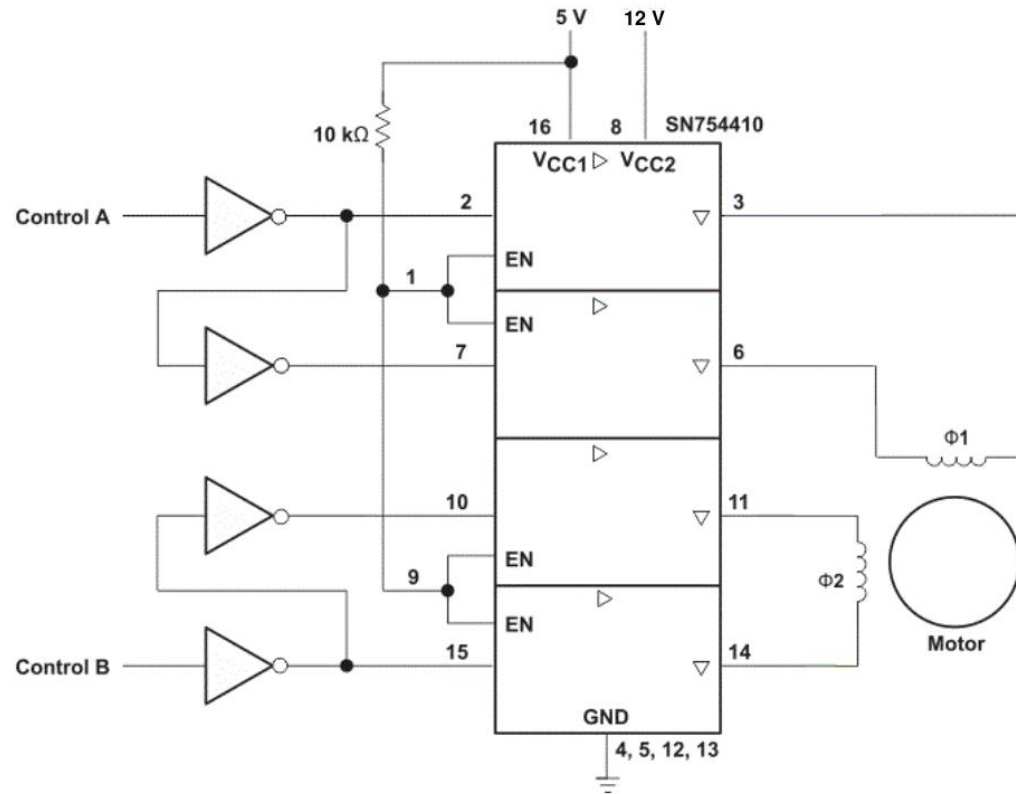 5 V 12 V
16 8 SN754410
10 kΩ
VCC1 VCC2
Control A 2 3
EN
1
EN
7 6
Φ1
10 11
EN
9 Φ2
EN
Motor
Control B 15 14
GND
4, 5, 12, 13